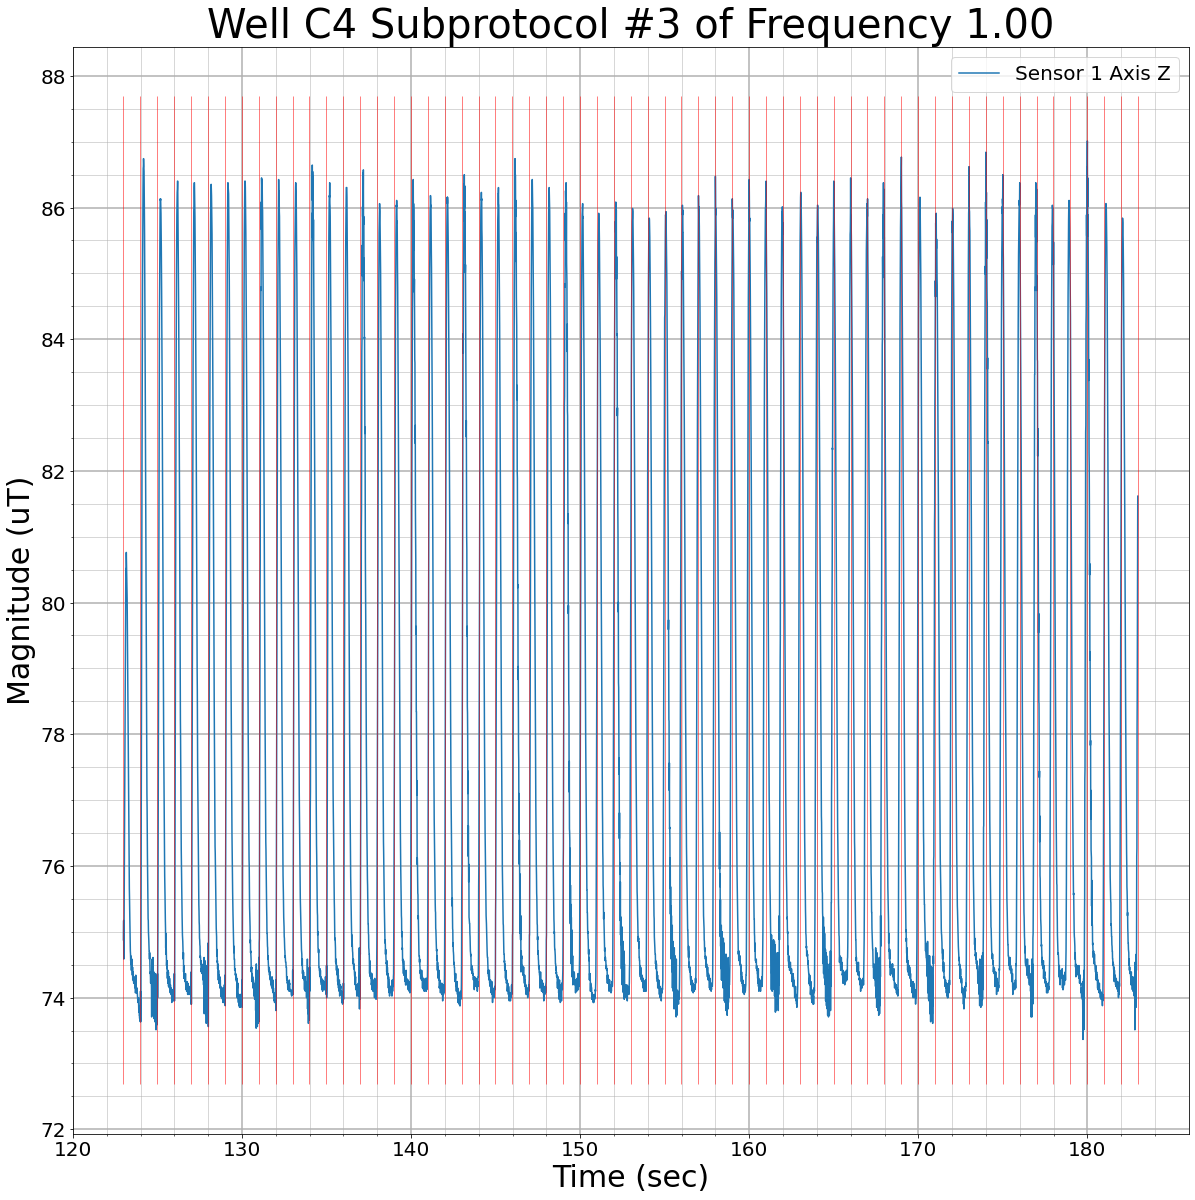 Well C4 Subprotocol #3 of Frequency 1.00
Sensor 1 Axis Z
88
86
84
82
80
78
76
74
72
Magnitude (uT)
120 130 140 150 160 170 180
Time (sec)